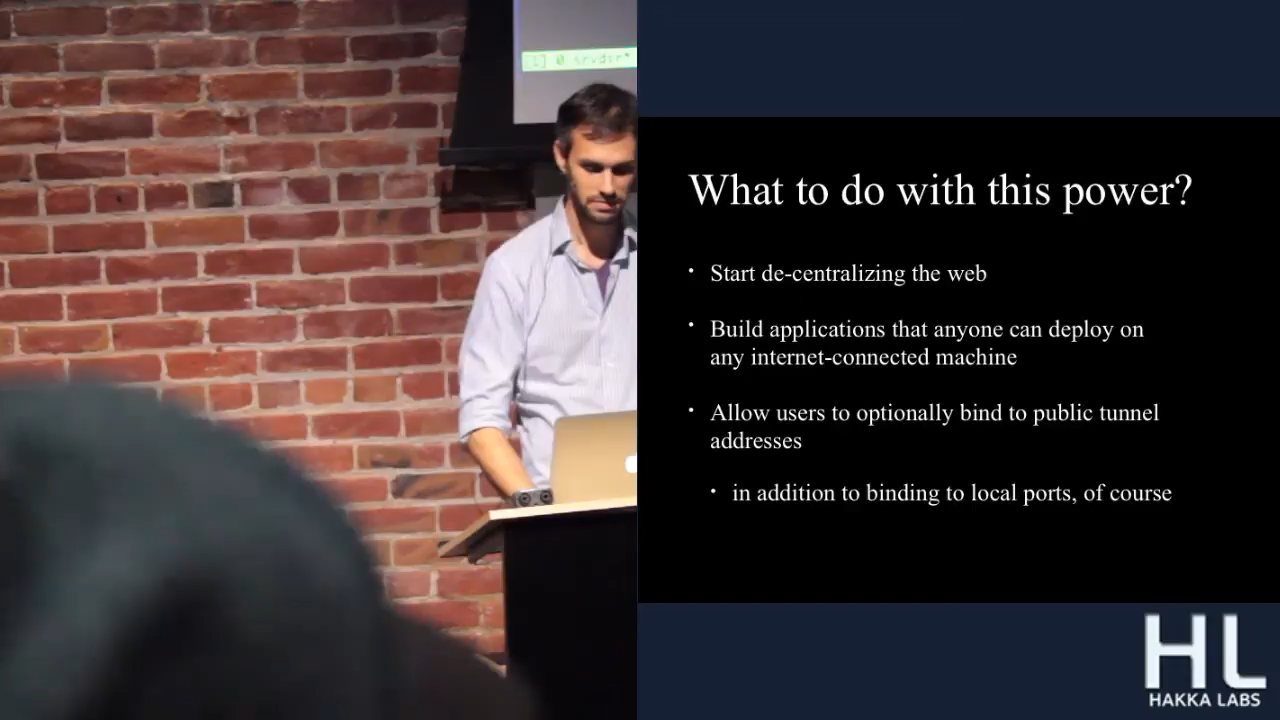 What to do with this power?
• Start de-centralizing the web
• Build applications that anyone can deploy on
any internet-connected machine
• Allow users to optionally bind to public tunnel
addresses
• in addition to binding to local ports, of course
HL
HAKKA LABS